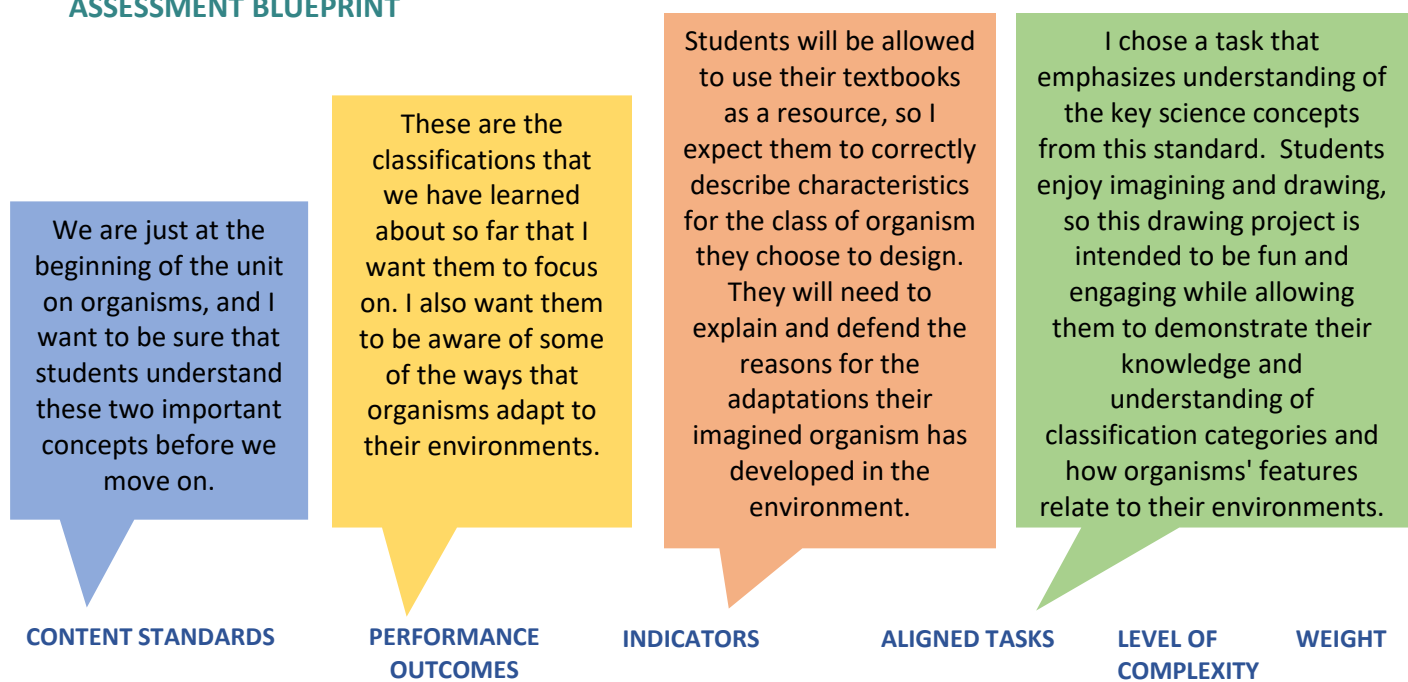 ASSESSMENT BLUEPRINT
We are just at the
beginning of the unit
on organisms, and I
want to be sure that
students understand
these two important
concepts before we
move on.
These are the
classifications that
we have learned
about so far that I
want them to focus
on. I also want them
to be aware of some
of the ways that
organisms adapt to
their environments.
Students will be allowed
to use their textbooks
as a resource, so I
expect them to correctly
describe characteristics
for the class of organism
they choose to design.
They will need to
explain and defend the
reasons for the
adaptations their
imagined organism has
developed in the
environment.
I chose a task that
emphasizes understanding of
the key science concepts
from this standard.  Students
enjoy imagining and drawing,
so this drawing project is
intended to be fun and
engaging while allowing
them to demonstrate their
knowledge and
understanding of
classification categories and
how organisms' features
relate to their environments.
CONTENT STANDARDS
PERFORMANCE
OUTCOMES
INDICATORS
ALIGNED TASKS
LEVEL OF
COMPLEXITY
WEIGHT